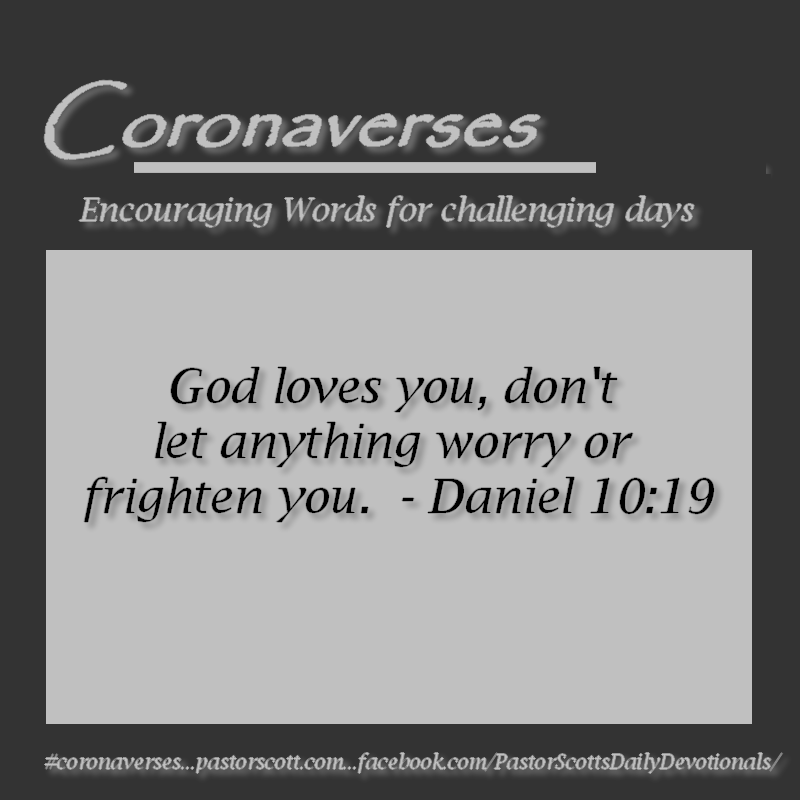 Coronaverses
Encouraging Words for challenging days
God loves you, don't
let anything worry or
frighten you. - Daniel 10:19
#coronaverses...pastorscott.com...facebook.com/PastorScottsDailyDevotionals/